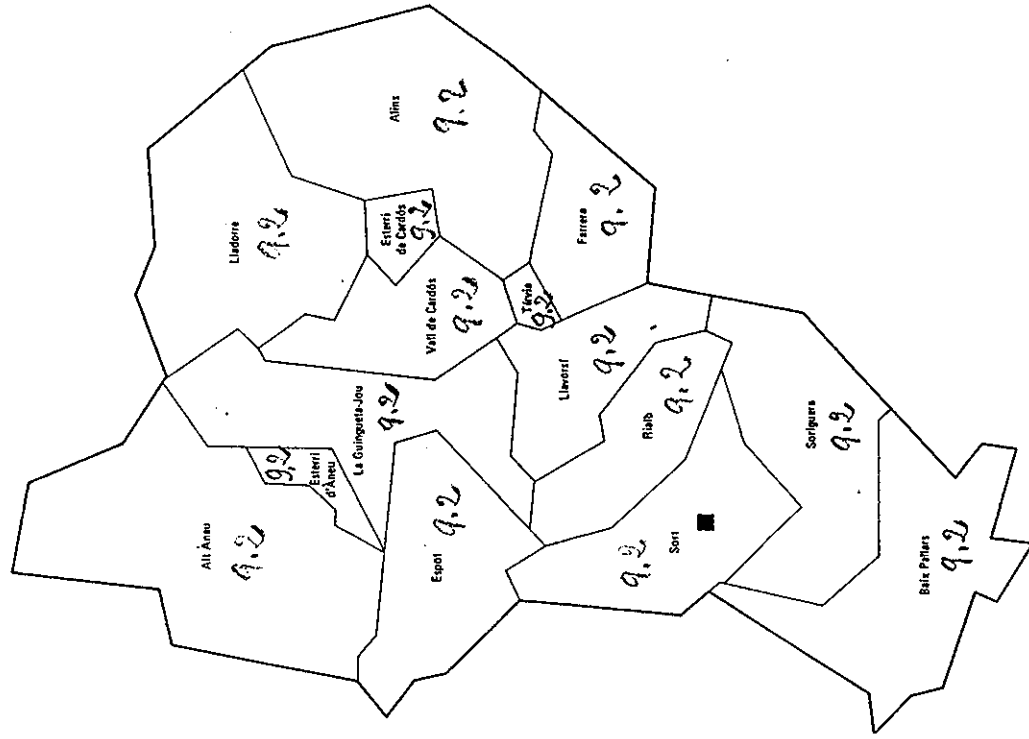 Alins
9.2
Lladorre
9.2
Esterri
de Cardós
9.2
Farrera
9.2
Vall de Cardós
9.2
Tírvia
9.2
Llavorsí
9.2
La Guingueta-Jou
9.2
Rialb
9.2
Soriguera
9.2
9.2
Esterri
d'Àneu
Alt Àneu
9.2
Espot
9.2
Sort
9.2
Baix Pallars
9.2